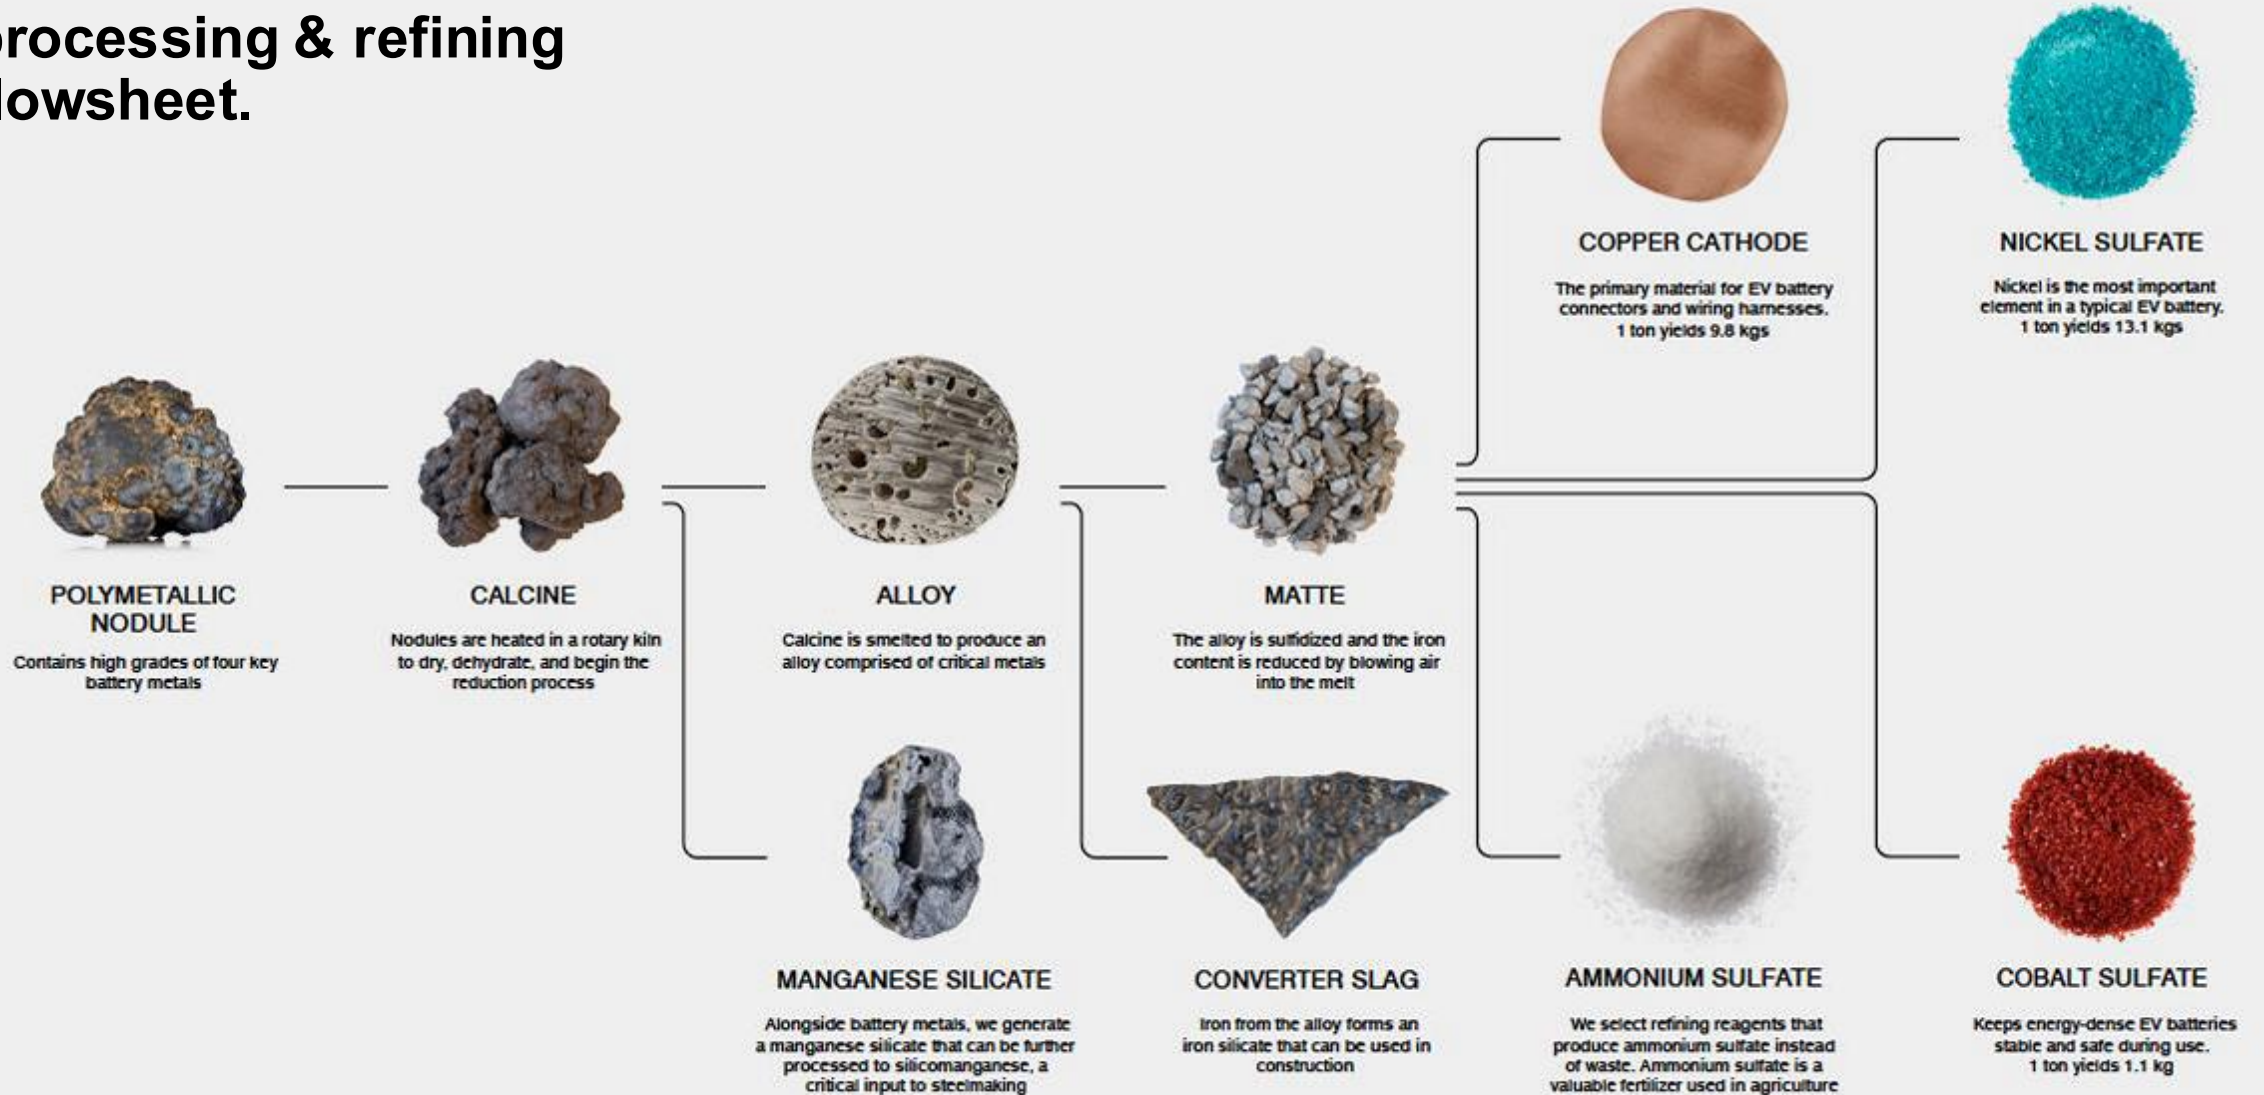 rocessing & refining
lowsheet.
COPPER CATHODE
The primary material for EV battery
connectors and wiring harnesses.
1 ton yields 9.8 kgs
NICKEL SULFATE
Nickel is the most important
element in a typical EV battery.
1 ton yields 13.1 kgs
POLYMETALLIC
NODULE
Contains high grades of four key
battery metals
CALCINE
Nodules are heated in a rotary kiln
to dry, dehydrate, and begin the
reduction process
ALLOY
Calcine is smelted to produce an
alloy comprised of critical metals
MATTE
The alloy is sulfidized and the iron
content is reduced by blowing air
into the melt
MANGANESE SILICATE
Alongside battery metals, we generate
a manganese silicate that can be further
processed to silicomanganese, a
critical input to steelmaking
CONVERTER SLAG
Iron from the alloy forms an
iron silicate that can be used in
construction
AMMONIUM SULFATE
We select refining reagents that
produce ammonium sulfate instead
of waste. Ammonium sulfate is a
valuable fertilizer used in agriculture
COBALT SULFATE
Keeps energy-dense EV batteries
stable and safe during use.
1 ton yields 1.1 kg